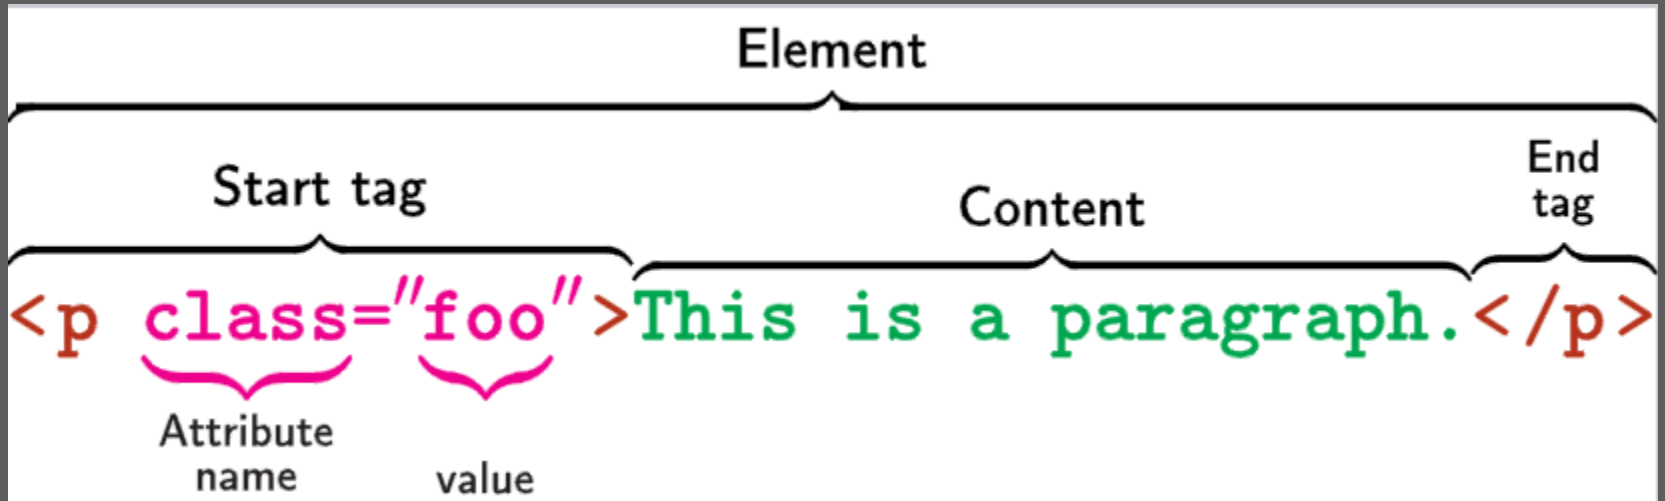 Element
Start tag
Content
End
tag
<p class="foo">This is a paragraph.</p>
Attribute
name
value